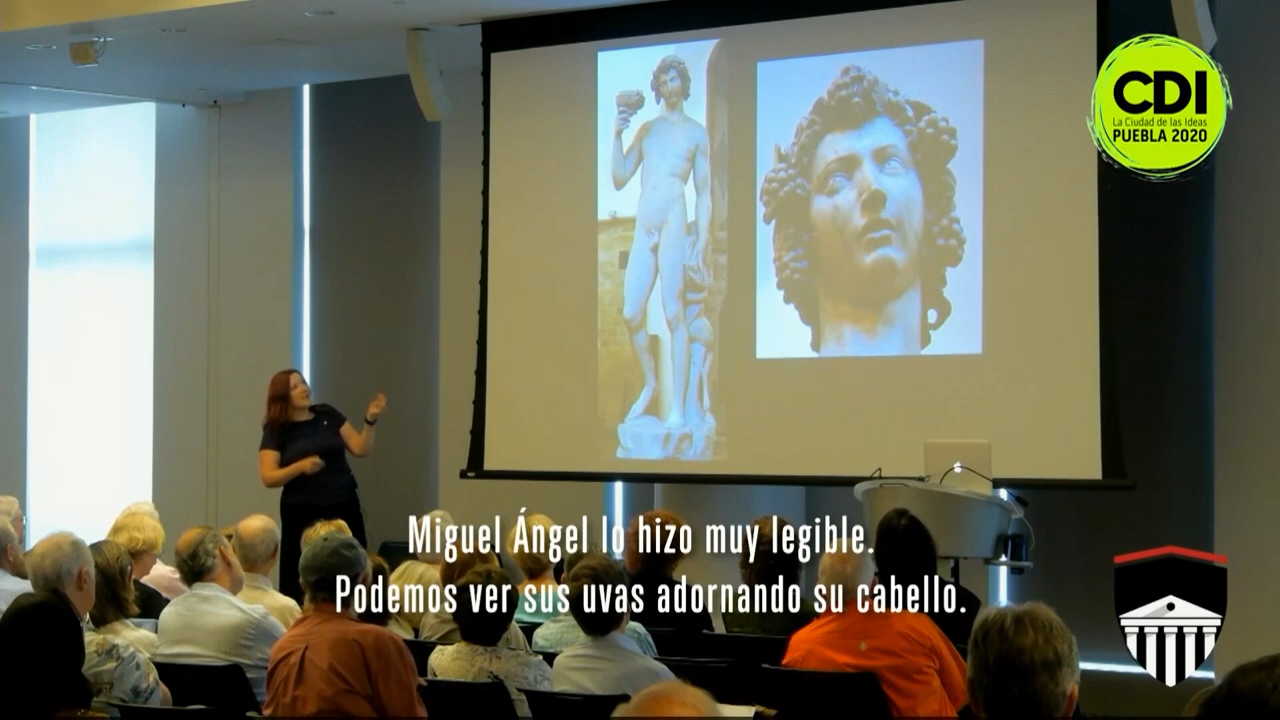 CDI
La Ciudad de las Ideas
PUEBLA 2020
Miguel Ángel lo hizo muy legible.
Podemos ver sus uvas adornando su cabello.